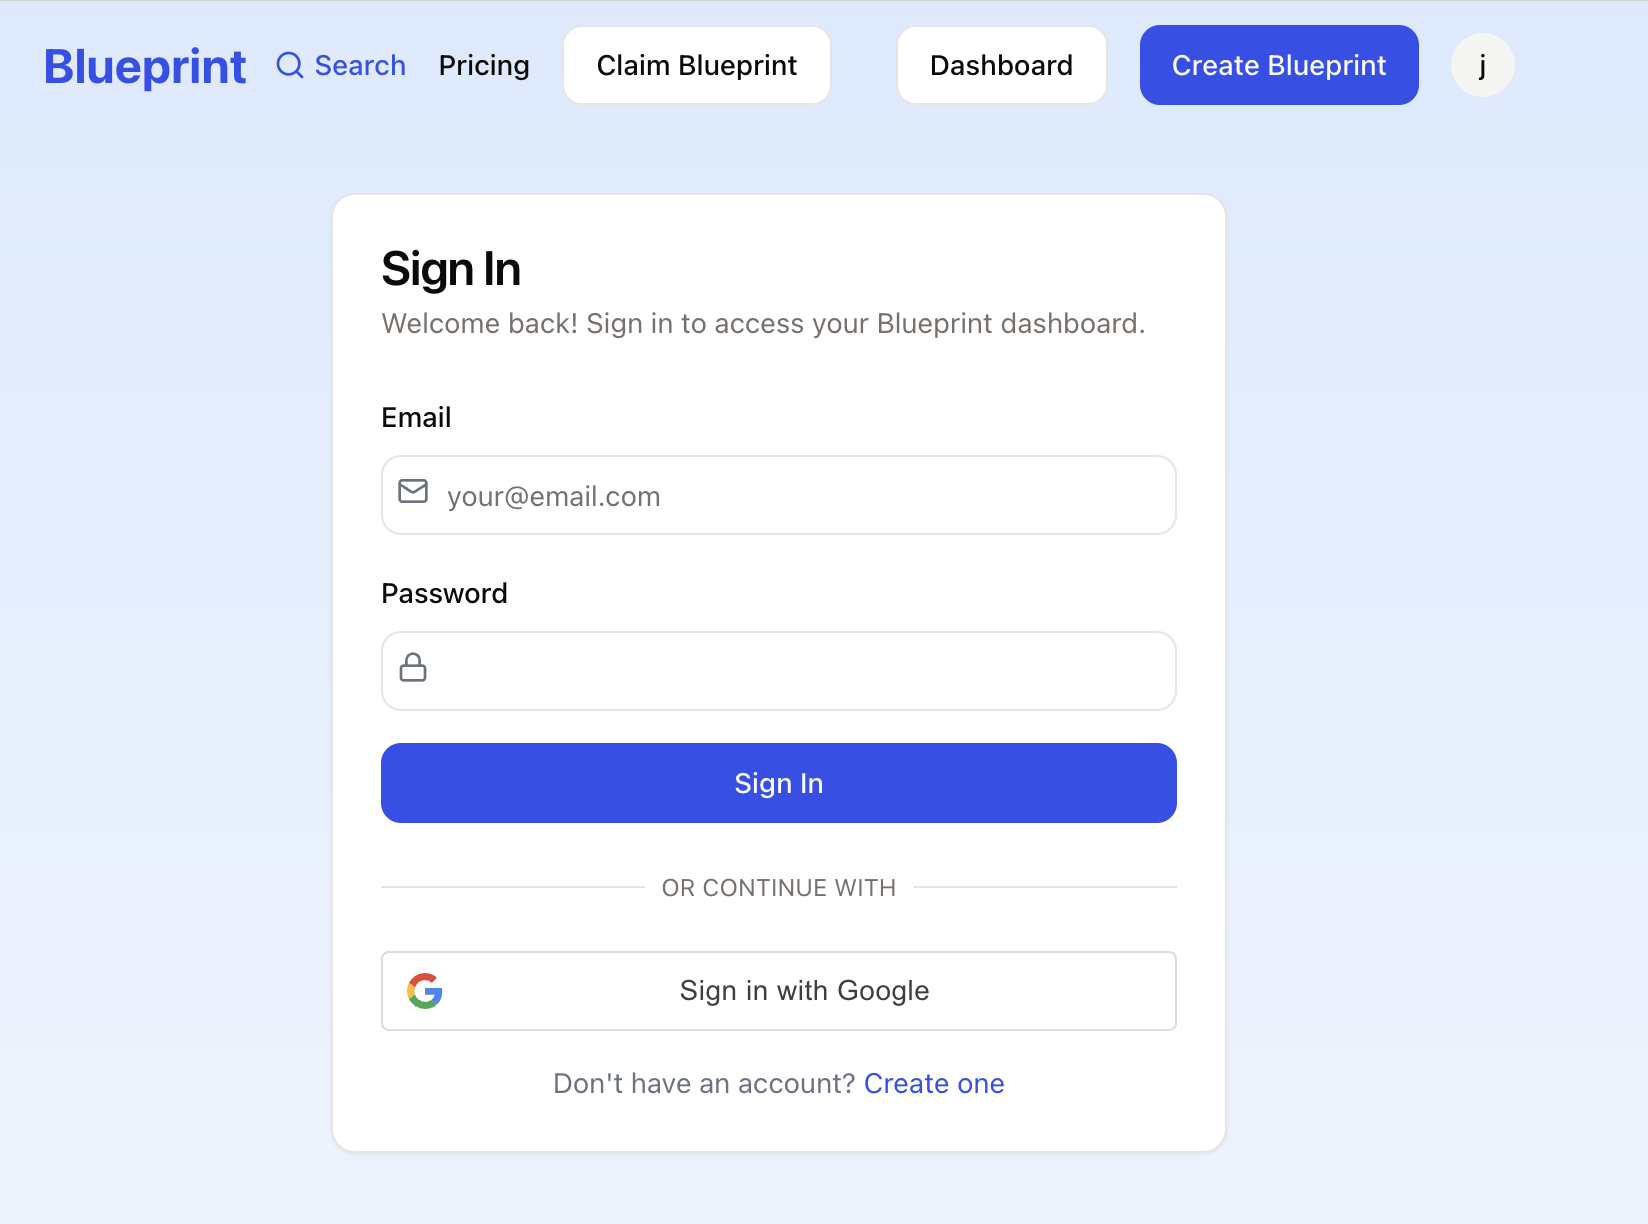 Blueprint Search Pricing Claim Blueprint Dashboard Create Blueprint j
Sign In
Welcome back! Sign in to access your Blueprint dashboard.
Email
your@email.com
Password
Sign In
OR CONTINUE WITH
Sign in with Google
Don't have an account? Create one